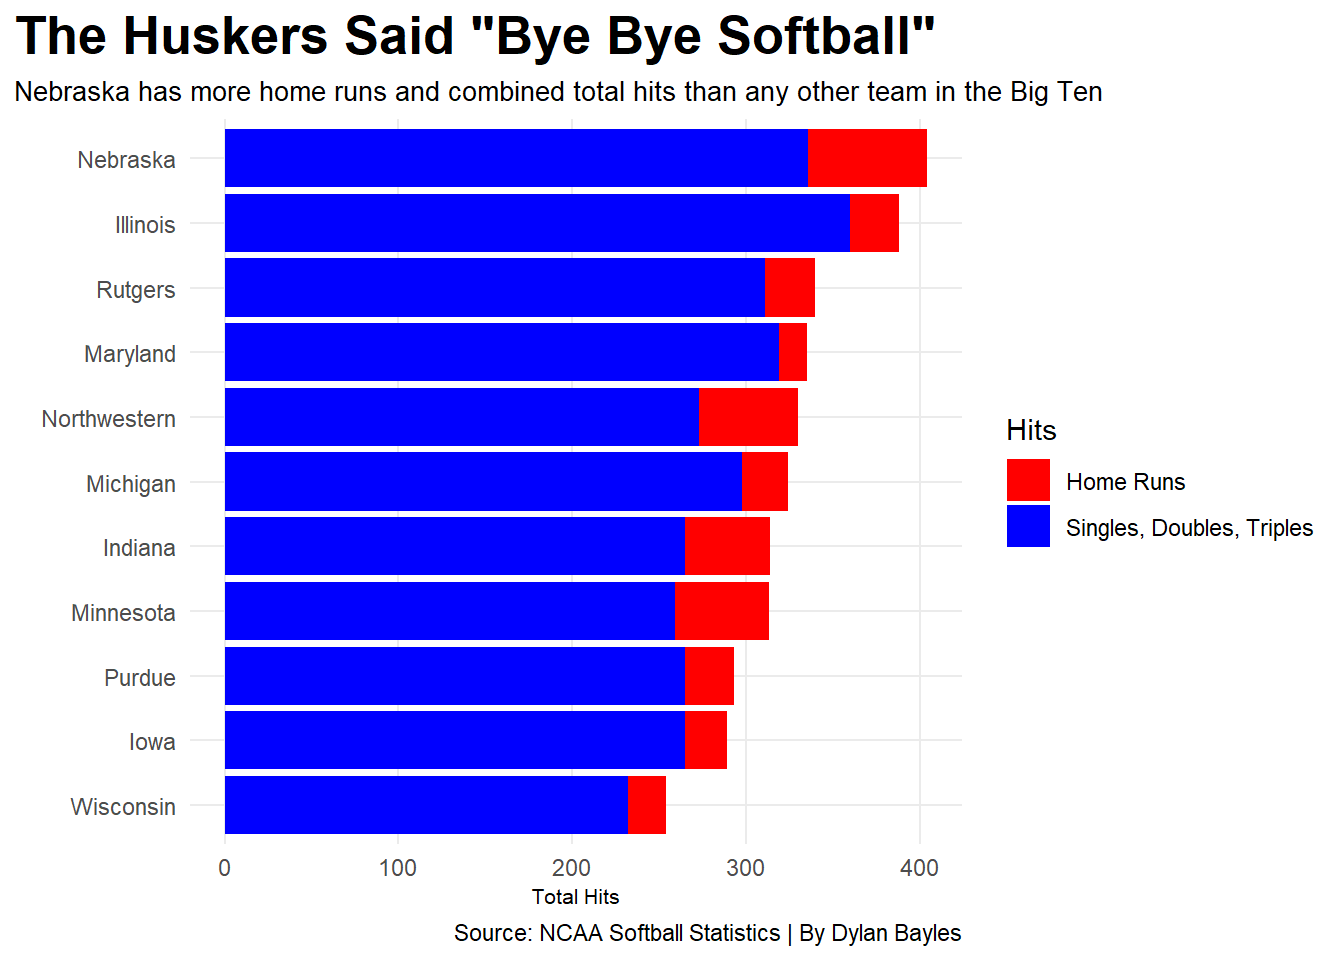 The Huskers Said "Bye Bye Softball"
Nebraska has more home runs and combined total hits than any other team in the Big Ten
Nebraska
Illinois
Rutgers
Maryland
Northwestern
Michigan
Indiana
Minnesota
Purdue
Iowa
Wisconsin
0 100 200 300 400
Total Hits
Source: NCAA Softball Statistics | By Dylan Bayles
Hits
Home Runs
Singles, Doubles, Triples